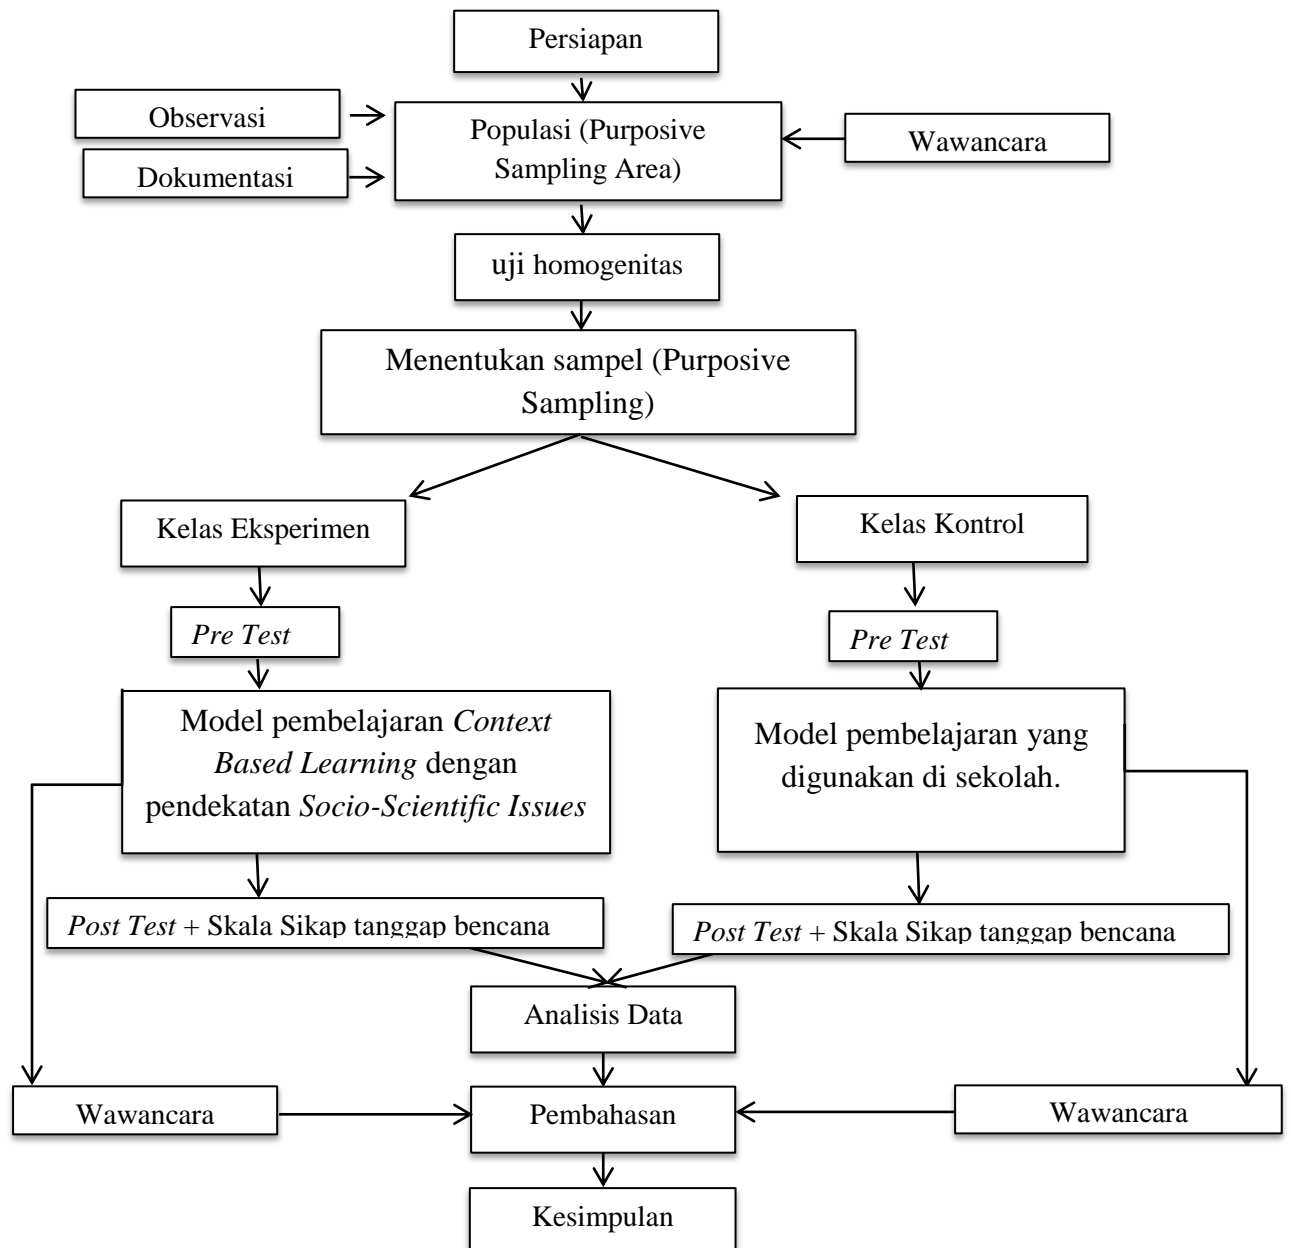 Persiapan
Observasi
Populasi (Purposive
Sampling Area)
Wawancara
Dokumentasi
uji homogenitas
Menentukan sampel (Purposive
Sampling)
Kelas Eksperimen
Kelas Kontrol
Pre Test
Pre Test
Model pembelajaran Context
Based Learning dengan
pendekatan Socio-Scientific Issues
Model pembelajaran yang
digunakan di sekolah.
Post Test + Skala Sikap tanggap bencana
Post Test + Skala Sikap tanggap bencana
Analisis Data
Wawancara
Pembahasan
Wawancara
Kesimpulan